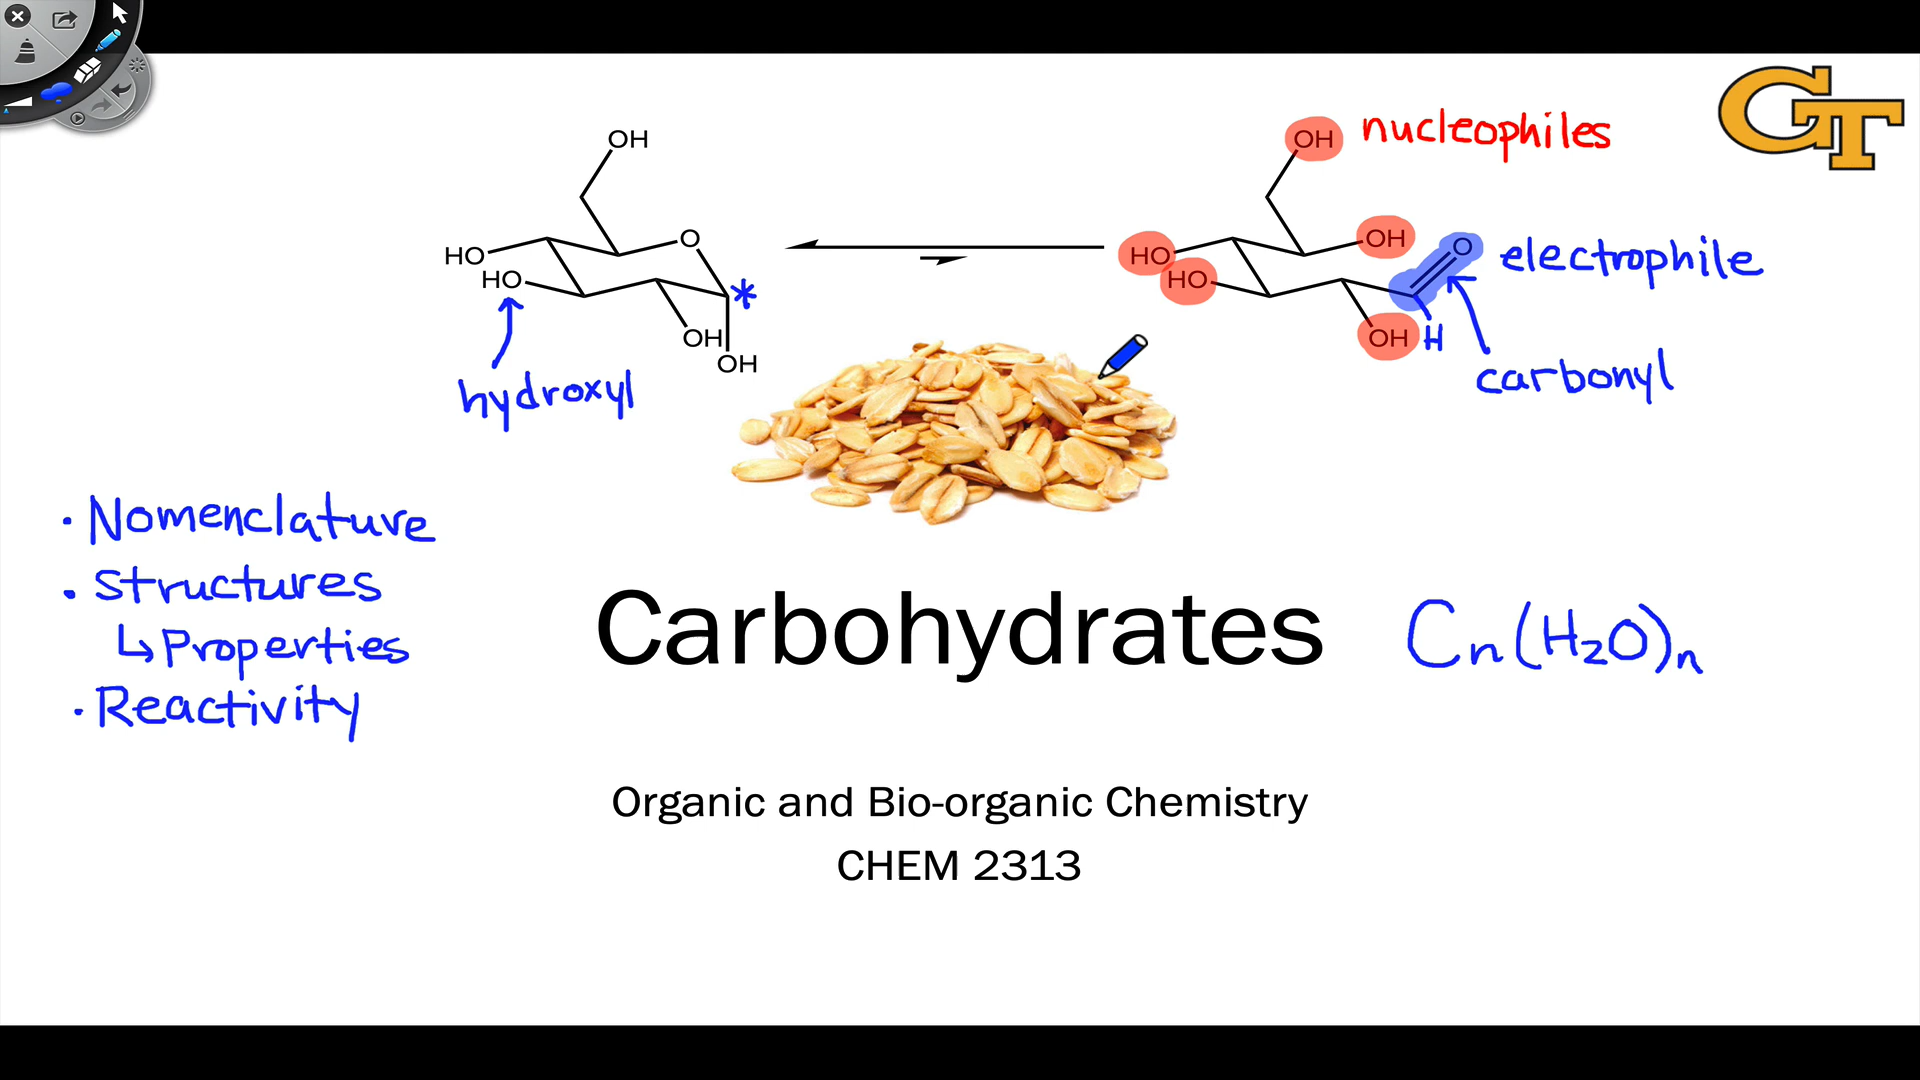 OH
HO
HO
O
*
OH
OH
hydroxyl
OH
nucleophiles
HO
HO
OH
O
electrophile
OH
H
carbonyl
GT
· Nomenclature
· Structures
↳ Properties
· Reactivity
Carbohydrates
Cn(H2O)n
Organic and Bio-organic Chemistry
CHEM 2313